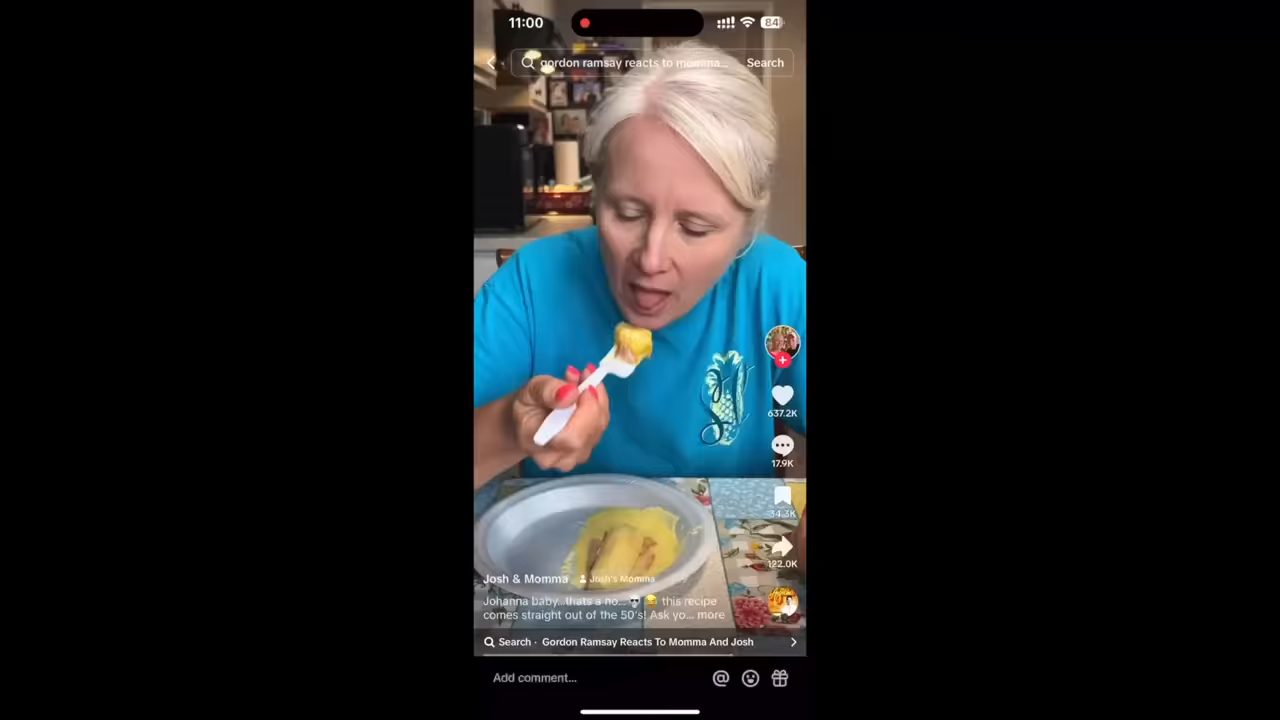 11:00
84
gordon ramsay reacts to momma...
Search
637.2K
17.9K
34.3K
122.0K
Josh & Momma Josh's Momma
Johanna baby...thats a no... 💀 😂 this recipe
comes straight out of the 50's! Ask yo... more
Search · Gordon Ramsay Reacts To Momma And Josh
Add comment...